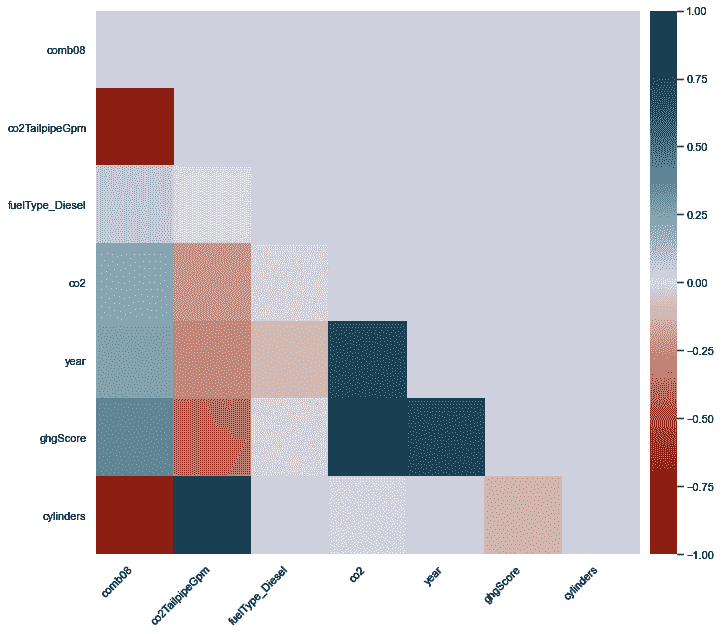 comb08
co2TailpipeGpm
fuelType_Diesel
co2
year
ghgScore
cylinders
comb08
co2TailpipeGpm
fuelType_Diesel
co2
year
ghgScore
cylinders
1.00
0.75
0.50
0.25
0.00
−0.25
−0.50
−0.75
−1.00